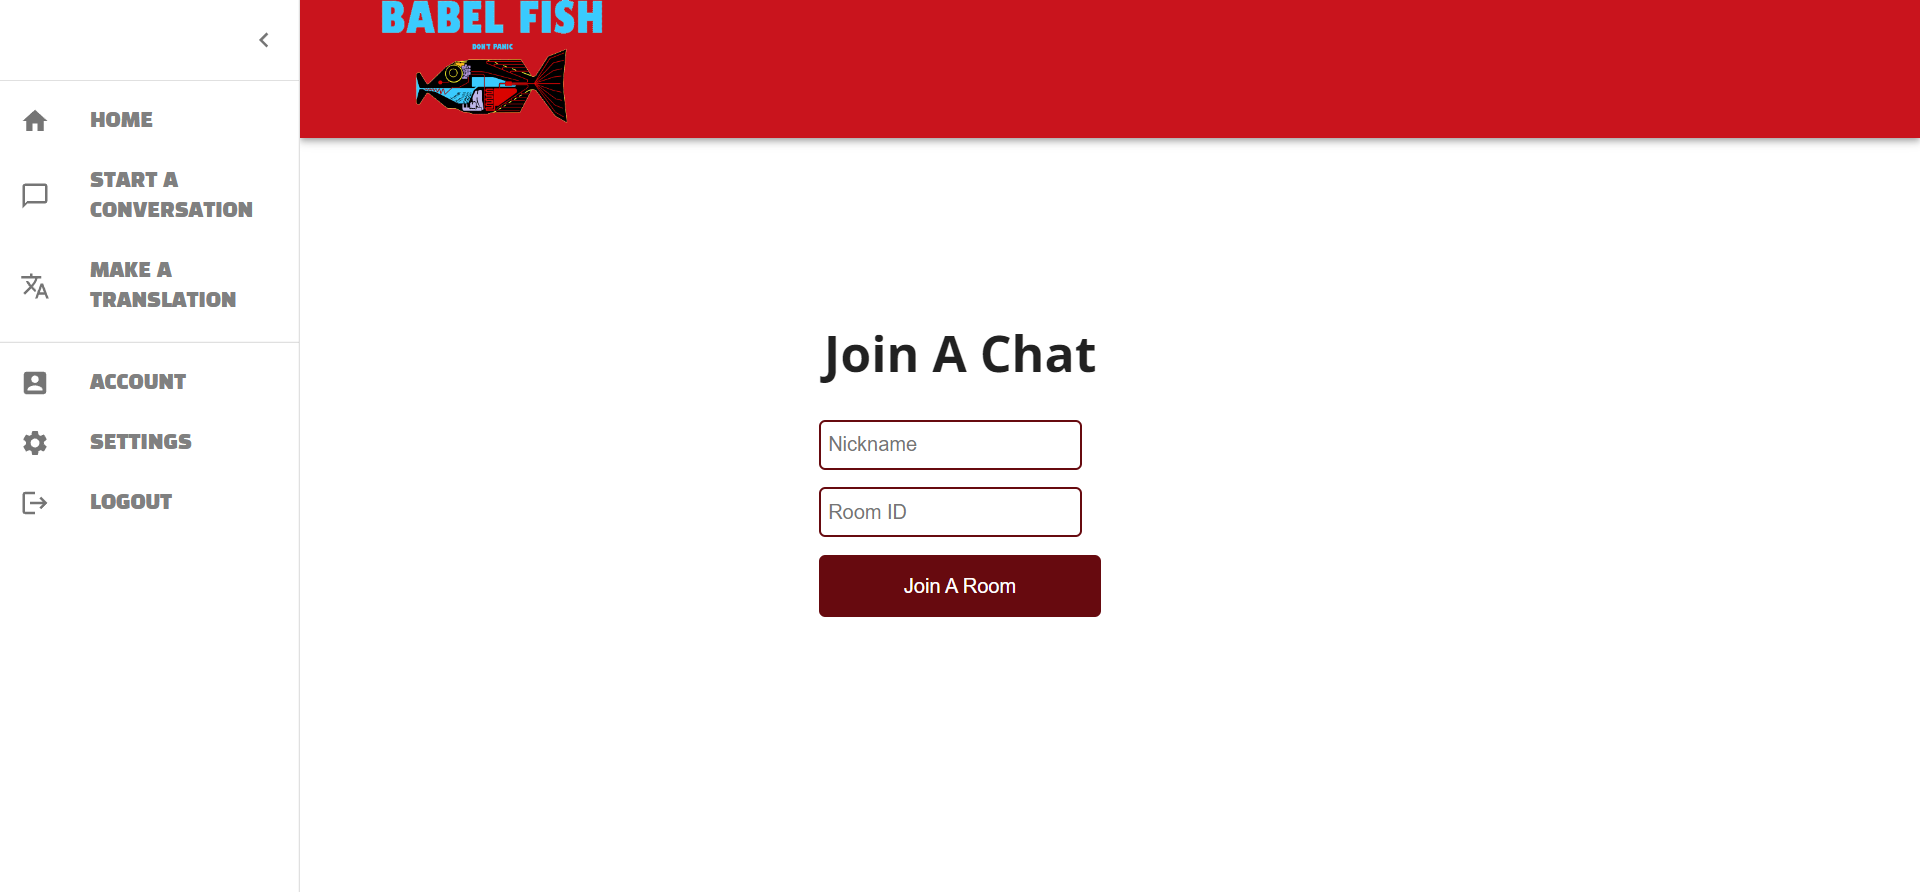 BABEL FISH
DON'T PANIC
HOME
START A
CONVERSATION
MAKE A
TRANSLATION
ACCOUNT
SETTINGS
LOGOUT
Join A Chat
Nickname
Room ID
Join A Room